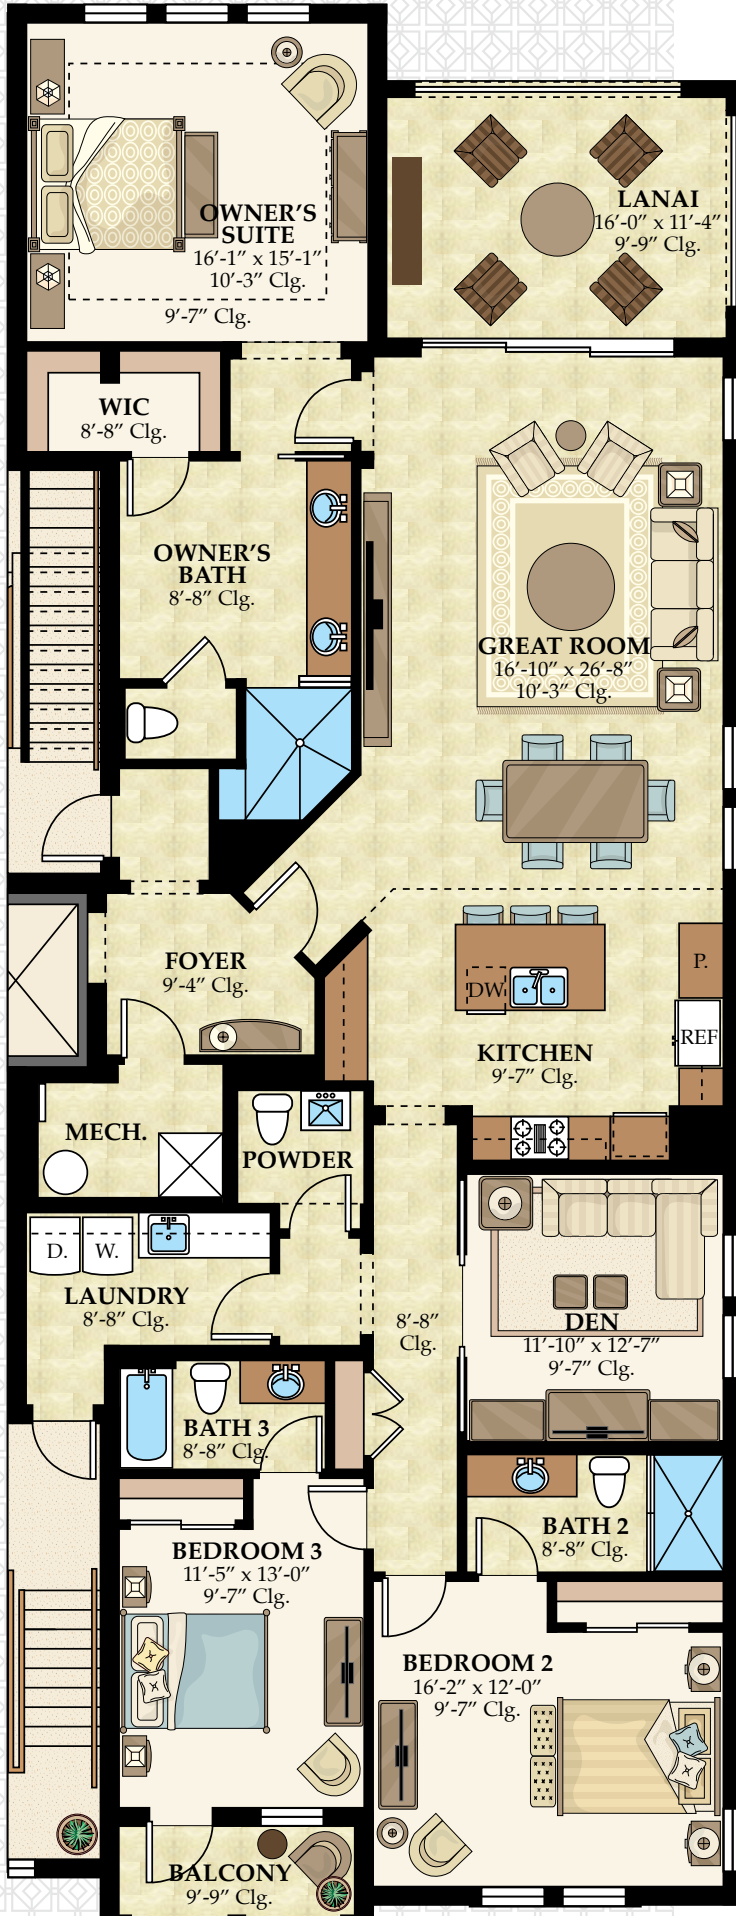 OWNER'S
SUITE
16'-1" x 15'-1"
10'-3" Clg.
9'-7" Clg.
LANAI
16'-0" x 11'-4"
9'-9" Clg.
WIC
8'-8" Clg.
OWNER'S
BATH
8'-8" Clg.
GREAT ROOM
16'-10" x 26'-8"
10'-3" Clg.
FOYER
9'-4" Clg.
DW
P.
REF
KITCHEN
9'-7" Clg.
MECH.
POWDER
D.
W.
LAUNDRY
8'-8" Clg.
8'-8"
Clg.
DEN
11'-10" x 12'-7"
9'-7" Clg.
BATH 3
8'-8" Clg.
BATH 2
8'-8" Clg.
BEDROOM 3
11'-5" x 13'-0"
9'-7" Clg.
BEDROOM 2
16'-2" x 12'-0"
9'-7" Clg.
BALCONY
9'-9" Clg.